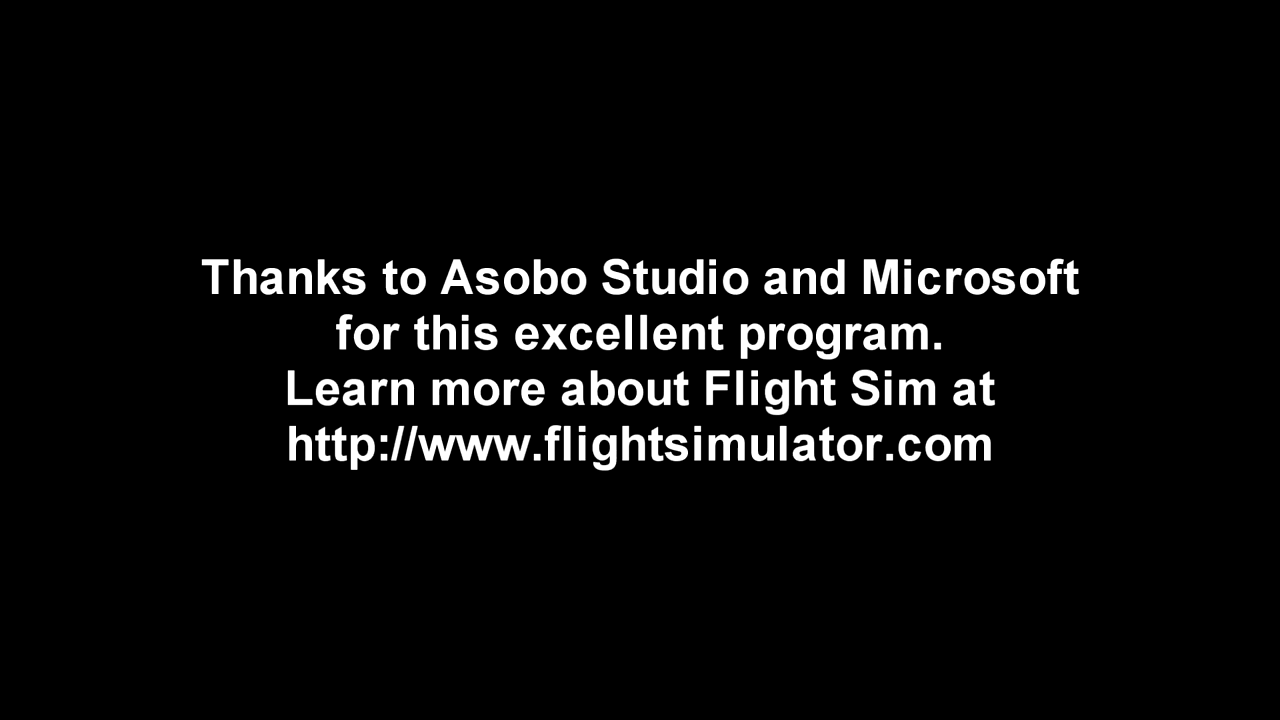 Thanks to Asobo Studio and Microsoft
for this excellent program.
Learn more about Flight Sim at
http://www.flightsimulator.com